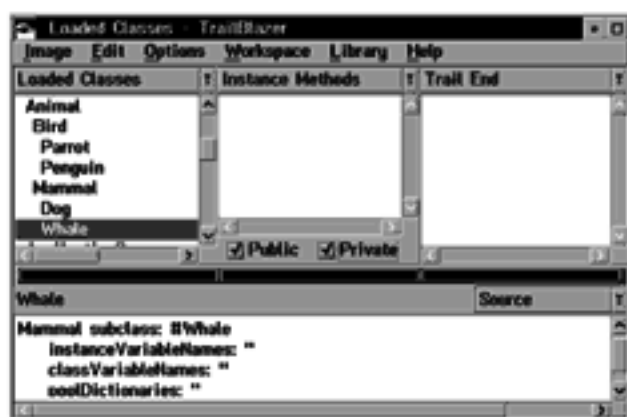 Loaded Classes - TrailBlazer
Image Edit Options Workspace Library Help
Loaded Classes Instance Methods Trail End
Animal
Bird
Parrot
Penguin
Mammal
Dog
Whale
Public Private
Whale Source
Mammal subclass: #Whale
instanceVariableNames: ''
classVariableNames: ''
poolDictionaries: ''